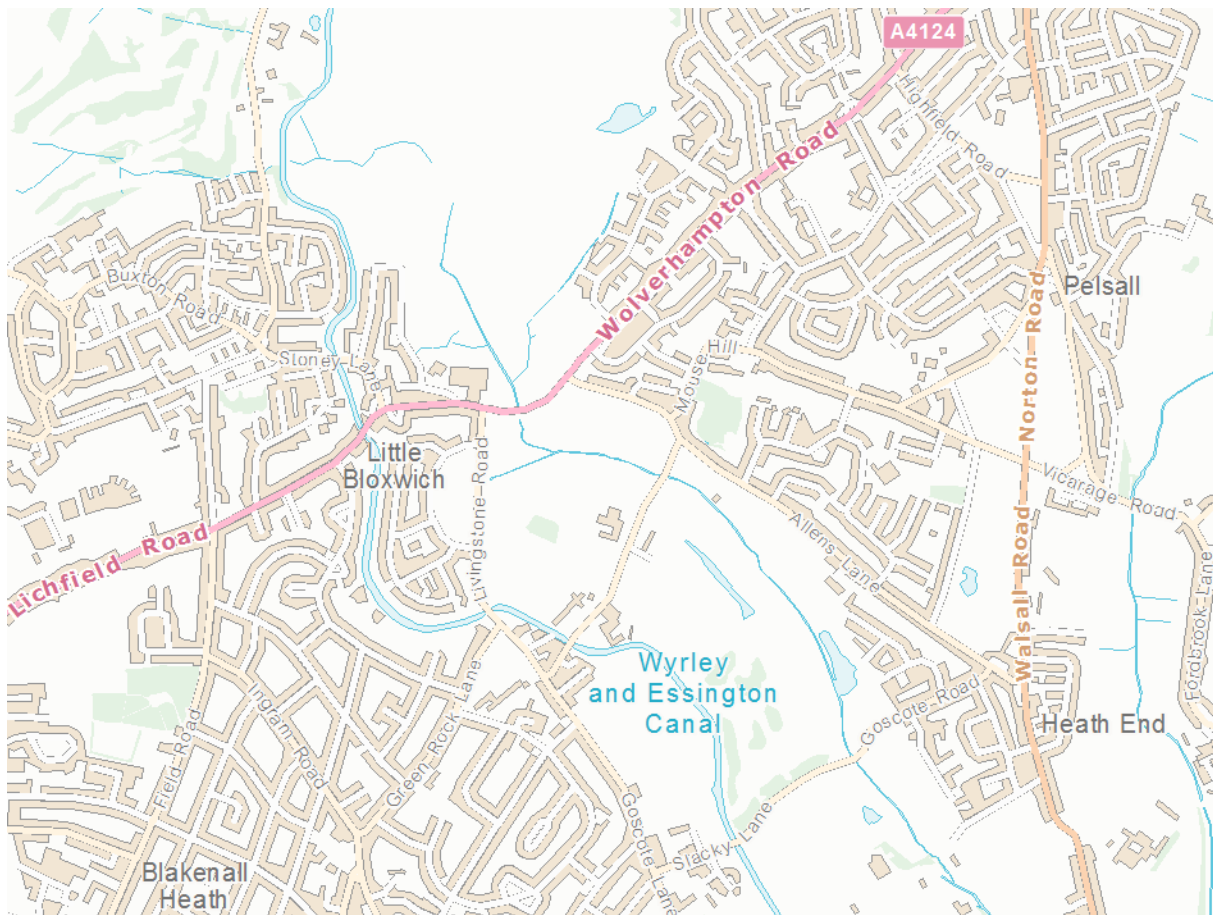 A4124
Highfield Road
Wolverhampton Road
Pelsall
Buxton Road
Stoney Lane
Mouse Hill
Norton Road
Little
Bloxwich
Vicarage Road
Livingstone Road
Lichfield Road
Allens Lane
Walsall Road
Fordbrook Lane
Wyrley
and Essington
Canal
Goscote Road
Heath End
Ingram Road
Green Rock Lane
Field Road
Goscote Lane
Slacky Lane
Blakenall
Heath